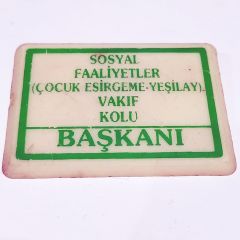 SOSYAL
FAALİYETLER
(ÇOCUK ESİRGEME-YEŞİLAY)
VAKIF
KOLU
BAŞKANI